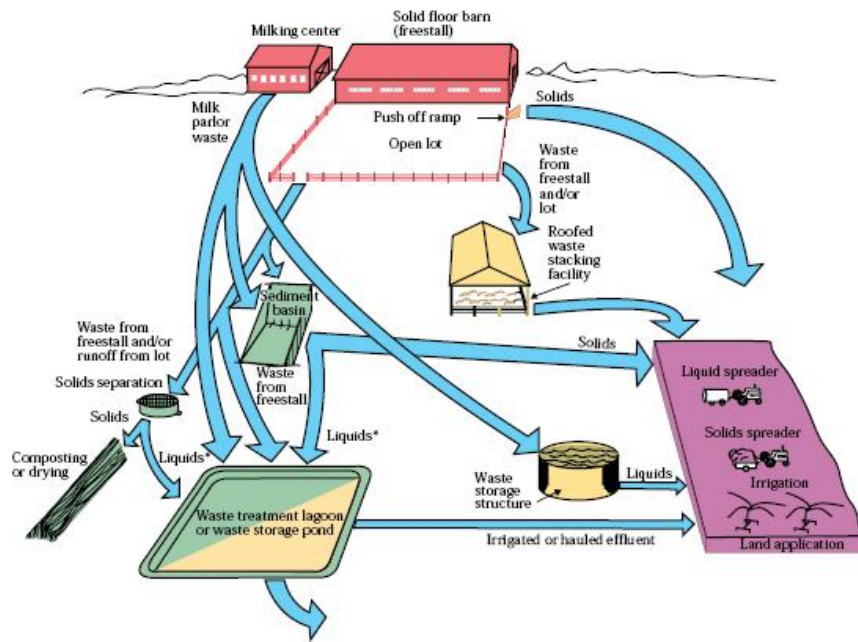 Milking center
Solid floor barn
(freestall)
Milk
parlor
waste
Push off ramp
Open lot
Solids
Waste
from
freestall
and/or
lot
Roofed
waste
stacking
facility
Sediment
basin
Waste from
freestall and/or
runoff from lot
Solids separation
Waste
from
freestall
Solids
Solids
Composting
or drying
Liquids*
Liquids*
Liquid spreader
Solids spreader
Irrigation
Land application
Waste
storage
structure
Liquids
Waste treatment lagoon
or waste storage pond
Irrigated or hauled effluent